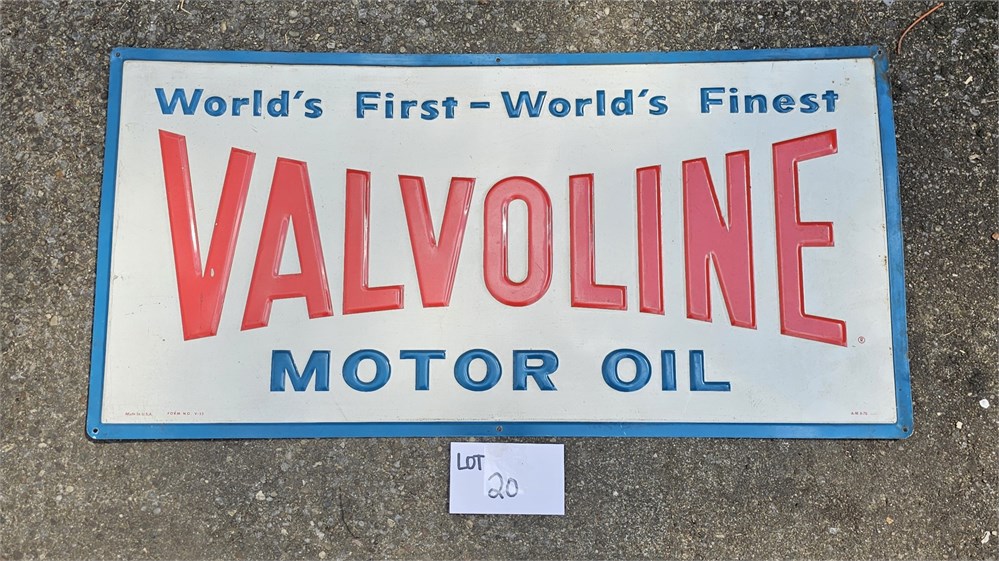 World's First - World's Finest
VALVOLINE
®
MOTOR OIL
LOT
20